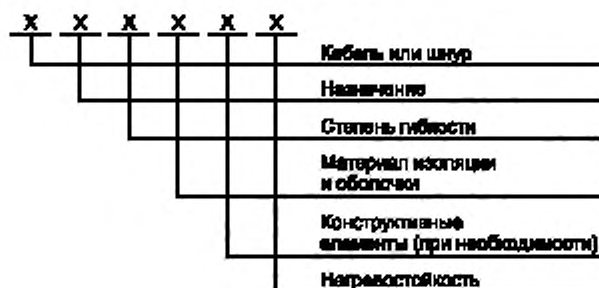 X X X X X X
Кабель или шнур
Назначение
Степень гибкости
Материал изоляции
и оболочки
Конструктивные
элементы (при необходимости)
Нагревостойкость